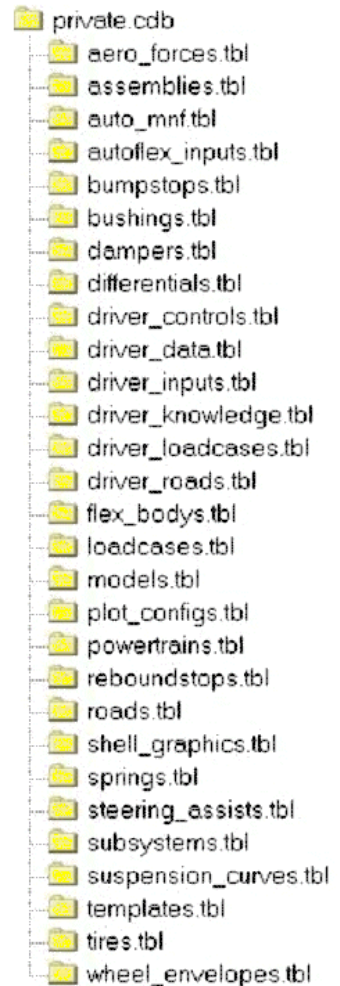 private.cdb
aero_forces.tbl
assemblies.tbl
auto_mnf.tbl
autoflex_inputs.tbl
bumpstops.tbl
bushings.tbl
dampers.tbl
differentials.tbl
driver_controls.tbl
driver_data.tbl
driver_inputs.tbl
driver_knowledge.tbl
driver_loadcases.tbl
driver_roads.tbl
flex_bodys.tbl
loadcases.tbl
models.tbl
plot_configs.tbl
powertrains.tbl
reboundstops.tbl
roads.tbl
shell_graphics.tbl
springs.tbl
steering_assists.tbl
subsystems.tbl
suspension_curves.tbl
templates.tbl
tires.tbl
wheel_envelopes.tbl